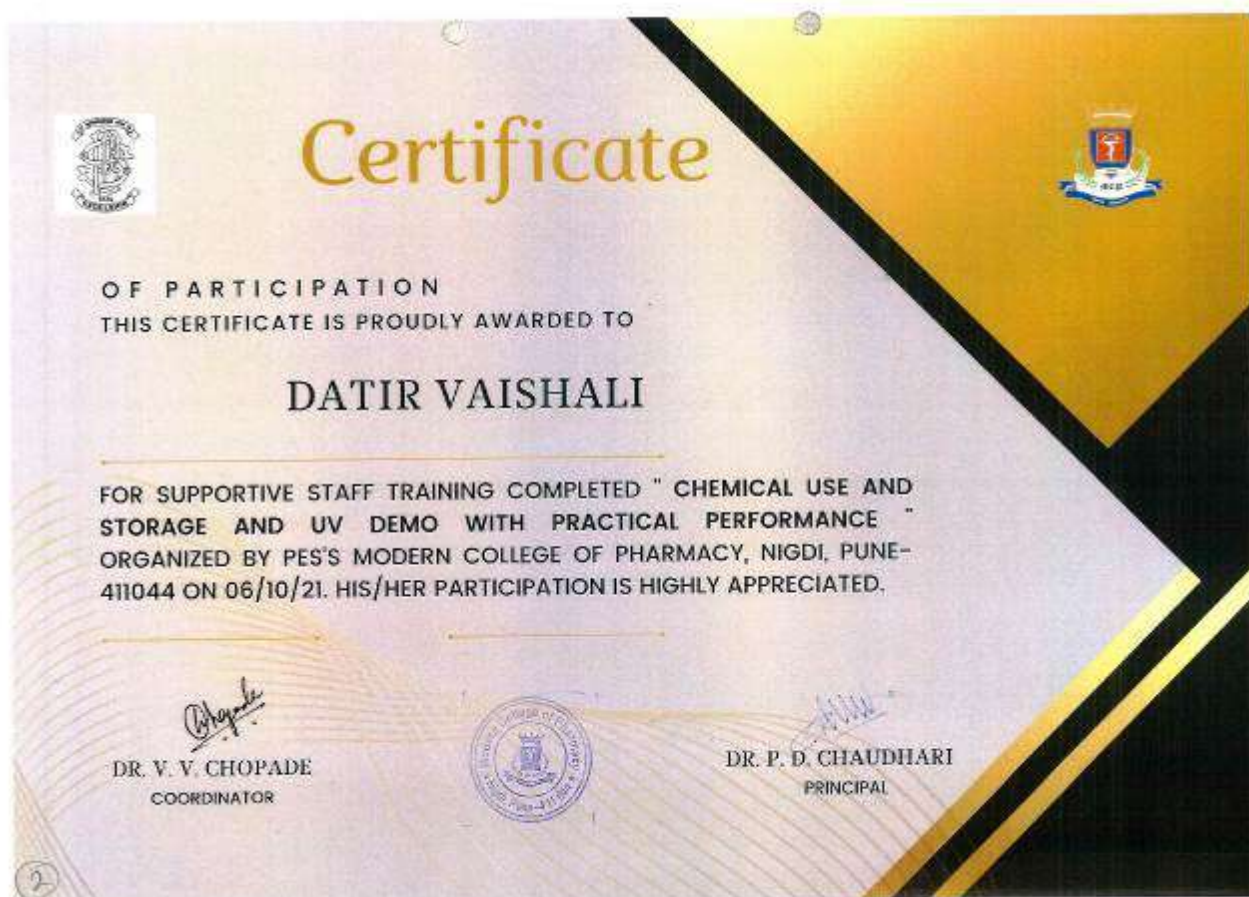 Certificate
OF PARTICIPATION
THIS CERTIFICATE IS PROUDLY AWARDED TO
DATIR VAISHALI
FOR SUPPORTIVE STAFF TRAINING COMPLETED " CHEMICAL USE AND
STORAGE AND UV DEMO WITH PRACTICAL PERFORMANCE "
ORGANIZED BY PES'S MODERN COLLEGE OF PHARMACY, NIGDI, PUNE-
411044 ON 06/10/21. HIS/HER PARTICIPATION IS HIGHLY APPRECIATED.
Chopade
DR. V. V. CHOPADE
COORDINATOR
DR. P. D. CHAUDHARI
PRINCIPAL
2